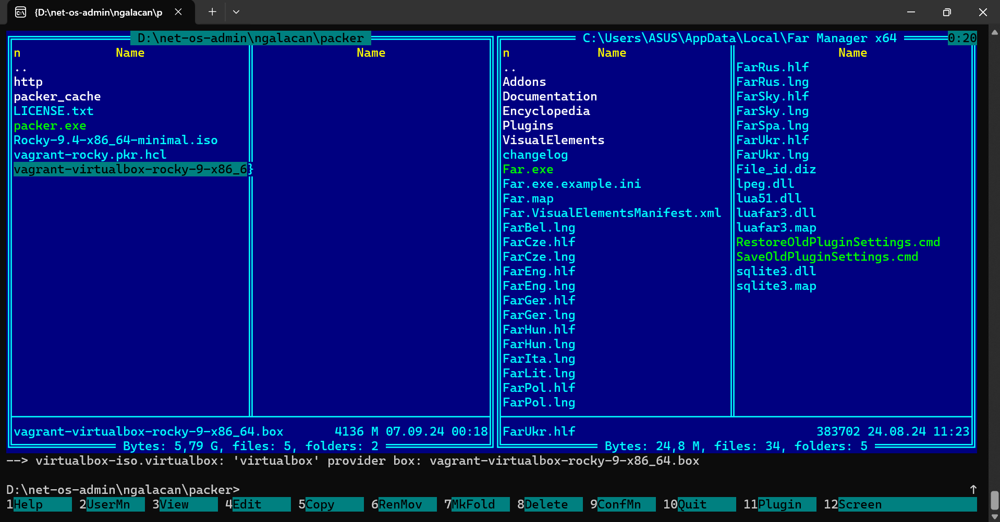 {D:\net-os-admin\ngalacan\p
D:\net-os-admin\ngalacan\packer
n Name Name
..
http
packer_cache
LICENSE.txt
packer.exe
Rocky-9.4-x86_64-minimal.iso
vagrant-rocky.pkr.hcl
vagrant-virtualbox-rocky-9-x86_6}
vagrant-virtualbox-rocky-9-x86_64.box 4136 M 07.09.24 00:18
Bytes: 5,79 G, files: 5, folders: 2
C:\Users\ASUS\AppData\Local\Far Manager x64 0:20
n Name Name
..
Addons
Documentation
Encyclopedia
Plugins
VisualElements
changelog
Far.exe
Far.exe.example.ini
Far.map
Far.VisualElementsManifest.xml
FarBel.lng
FarCze.hlf
FarCze.lng
FarEng.hlf
FarEng.lng
FarGer.hlf
FarGer.lng
FarHun.hlf
FarHun.lng
FarIta.lng
FarLit.lng
FarPol.hlf
FarPol.lng
FarRus.hlf
FarRus.lng
FarSky.hlf
FarSky.lng
FarSpa.lng
FarUkr.hlf
FarUkr.lng
File_id.diz
lpeg.dll
lua51.dll
luafar3.dll
luafar3.map
RestoreOldPluginSettings.cmd
SaveOldPluginSettings.cmd
sqlite3.dll
sqlite3.map
FarUkr.hlf 383702 24.08.24 11:23
Bytes: 24,8 M, files: 34, folders: 5
--> virtualbox-iso.virtualbox: 'virtualbox' provider box: vagrant-virtualbox-rocky-9-x86_64.box
D:\net-os-admin\ngalacan\packer> ↑
1Help 2UserMn 3View 4Edit 5Copy 6RenMov 7MkFold 8Delete 9ConfMn 10Quit 11Plugin 12Screen